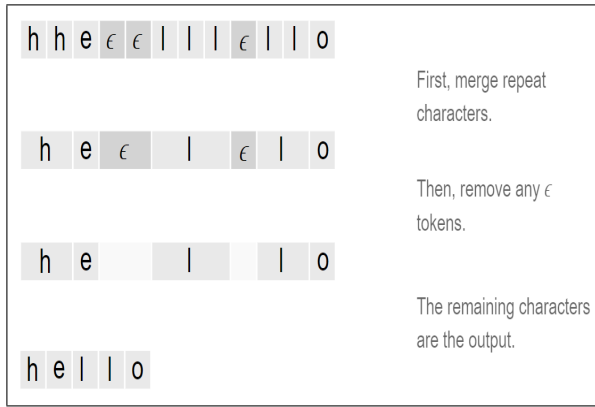 h h e ϵ ϵ l l l ϵ l l o
First, merge repeat
characters.
h e ϵ l ϵ l o
Then, remove any ϵ
tokens.
h e l l o
The remaining characters
are the output.
h e l l o